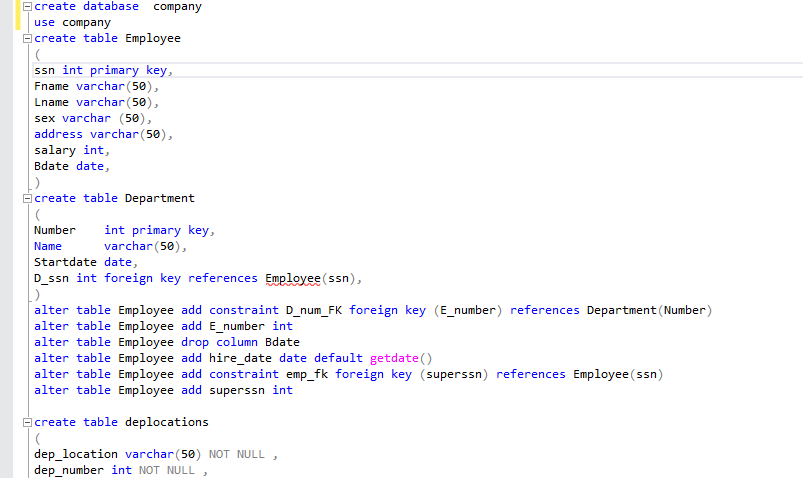 create database  company
use company
create table Employee
(
ssn int primary key,
Fname varchar(50),
Lname varchar(50),
sex varchar (50),
address varchar(50),
salary int,
Bdate date,
)
create table Department
(
Number    int primary key,
Name      varchar(50),
Startdate date,
D_ssn int foreign key references Employee(ssn),
)
alter table Employee add constraint D_num_FK foreign key (E_number) references Department(Number)
alter table Employee add E_number int
alter table Employee drop column Bdate
alter table Employee add hire_date date default getdate()
alter table Employee add constraint emp_fk foreign key (superssn) references Employee(ssn)
alter table Employee add superssn int
create table deplocations
(
dep_location varchar(50) NOT NULL ,
dep_number int NOT NULL ,